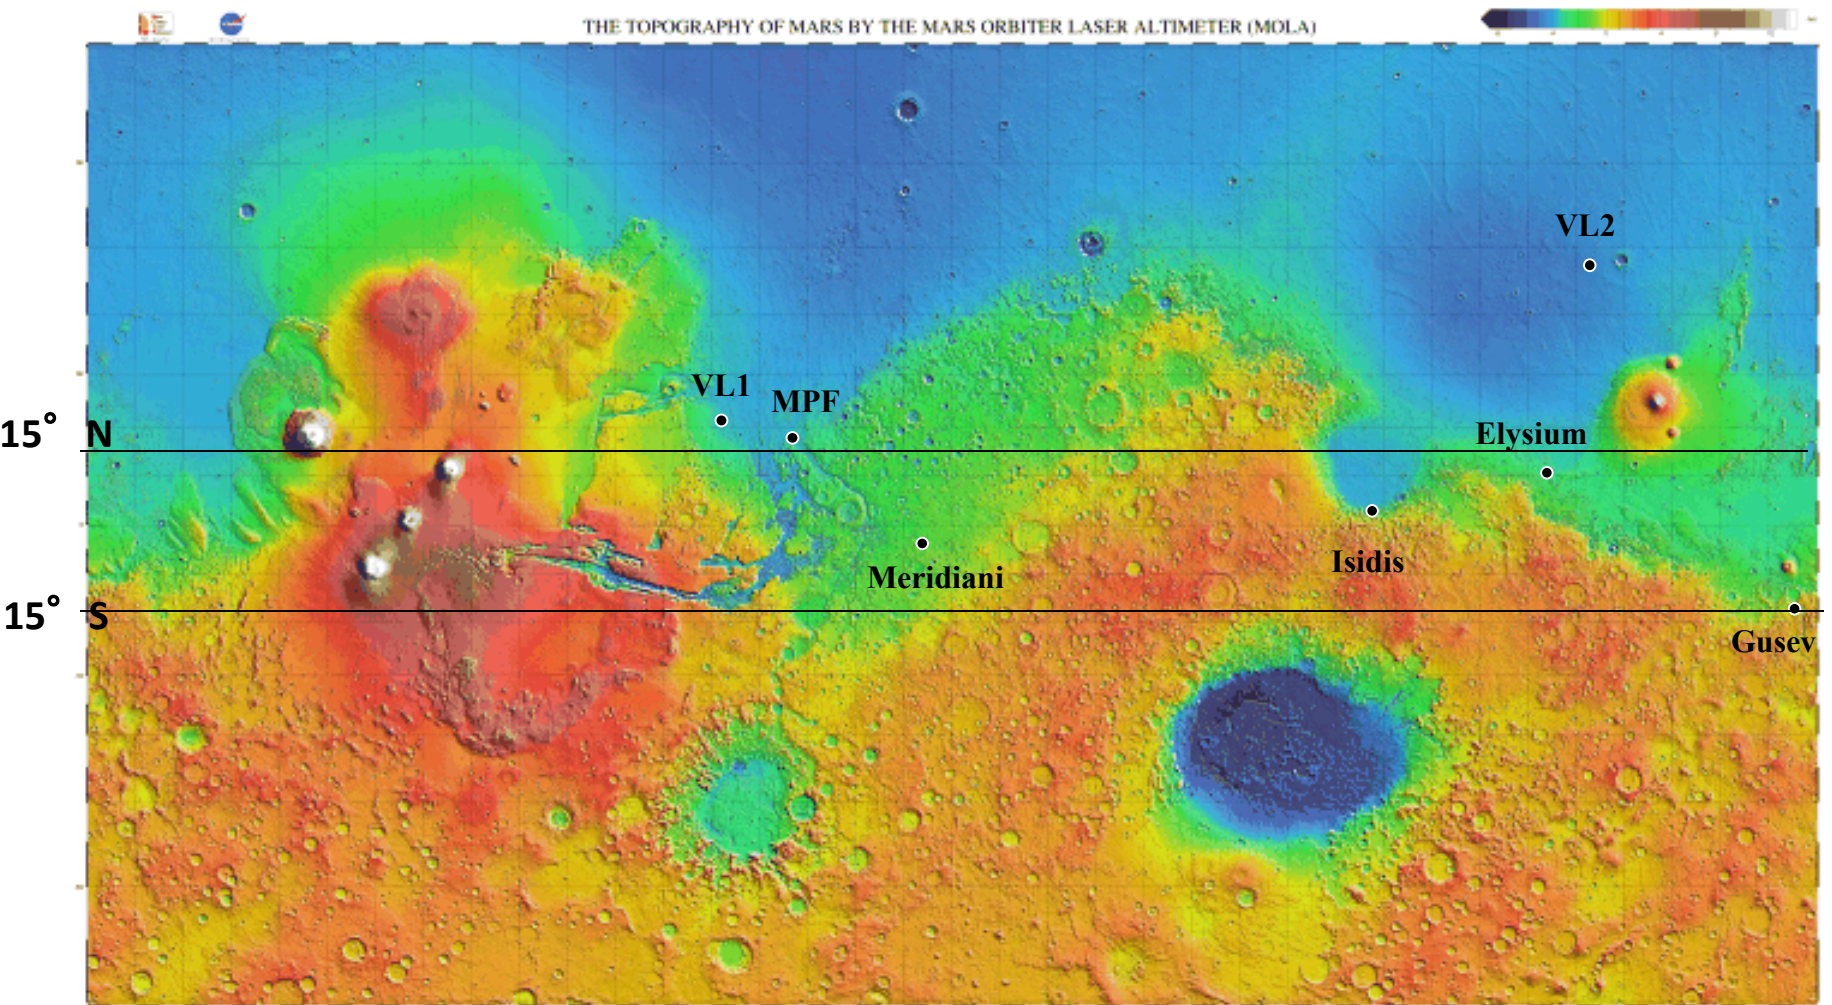 THE TOPOGRAPHY OF MARS BY THE MARS ORBITER LASER ALTIMETER (MOLA)
VL2
VL1
MPF
15° N
Elysium
Meridiani
Isidis
15° S
Gusev